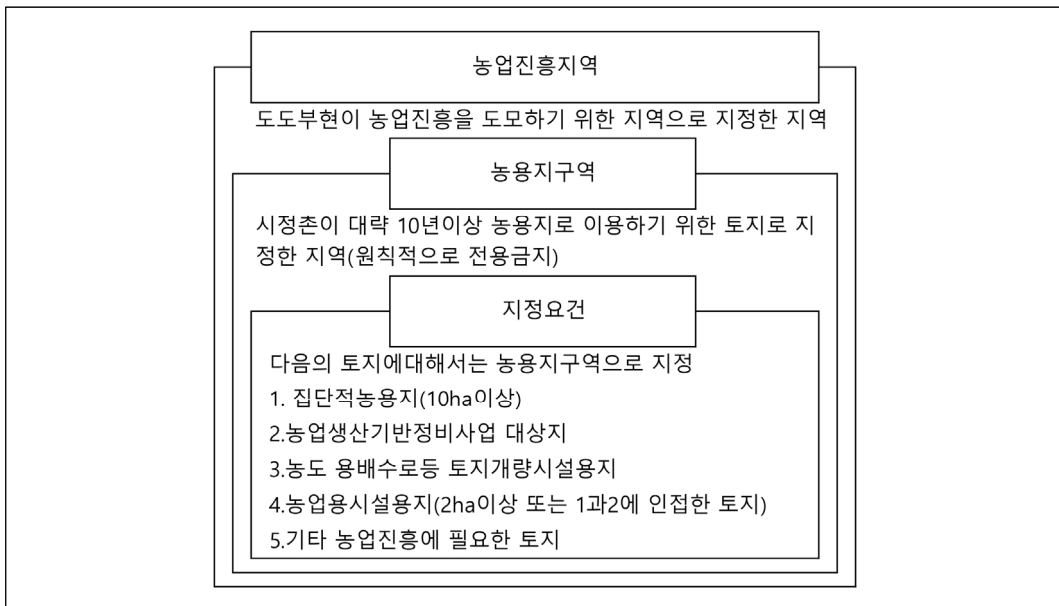 농업진흥지역
도도부현이 농업진흥을 도모하기 위한 지역으로 지정한 지역
농용지구역
시정촌이 대략 10년이상 농용지로 이용하기 위한 토지로 지
정한 지역(원칙적으로 전용금지)
지정요건
다음의 토지에대해서는 농용지구역으로 지정
1. 집단적농용지(10ha이상)
2.농업생산기반정비사업 대상지
3.농도 용배수로등 토지개량시설용지
4.농업용시설용지(2ha이상 또는 1과2에 인접한 토지)
5.기타 농업진흥에 필요한 토지